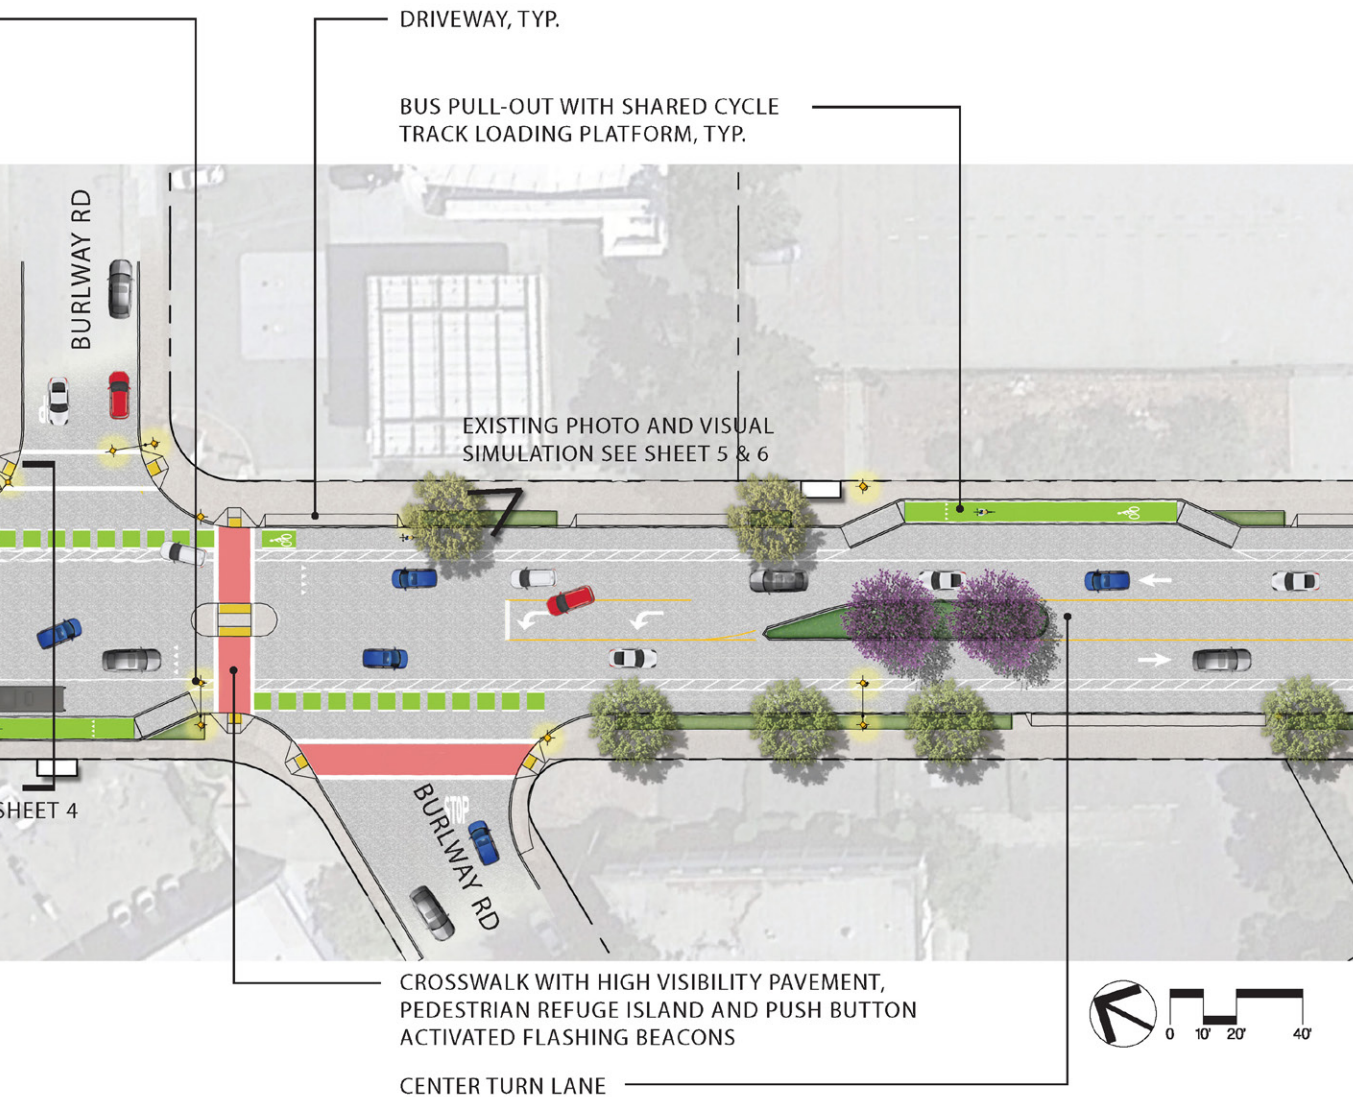 DRIVEWAY, TYP.
BUS PULL-OUT WITH SHARED CYCLE
TRACK LOADING PLATFORM, TYP.
BURLWAY RD
EXISTING PHOTO AND VISUAL
SIMULATION SEE SHEET 5 & 6
SHEET 4
STOP
BURLWAY RD
CROSSWALK WITH HIGH VISIBILITY PAVEMENT,
PEDESTRIAN REFUGE ISLAND AND PUSH BUTTON
ACTIVATED FLASHING BEACONS
CENTER TURN LANE
0 10' 20' 40'